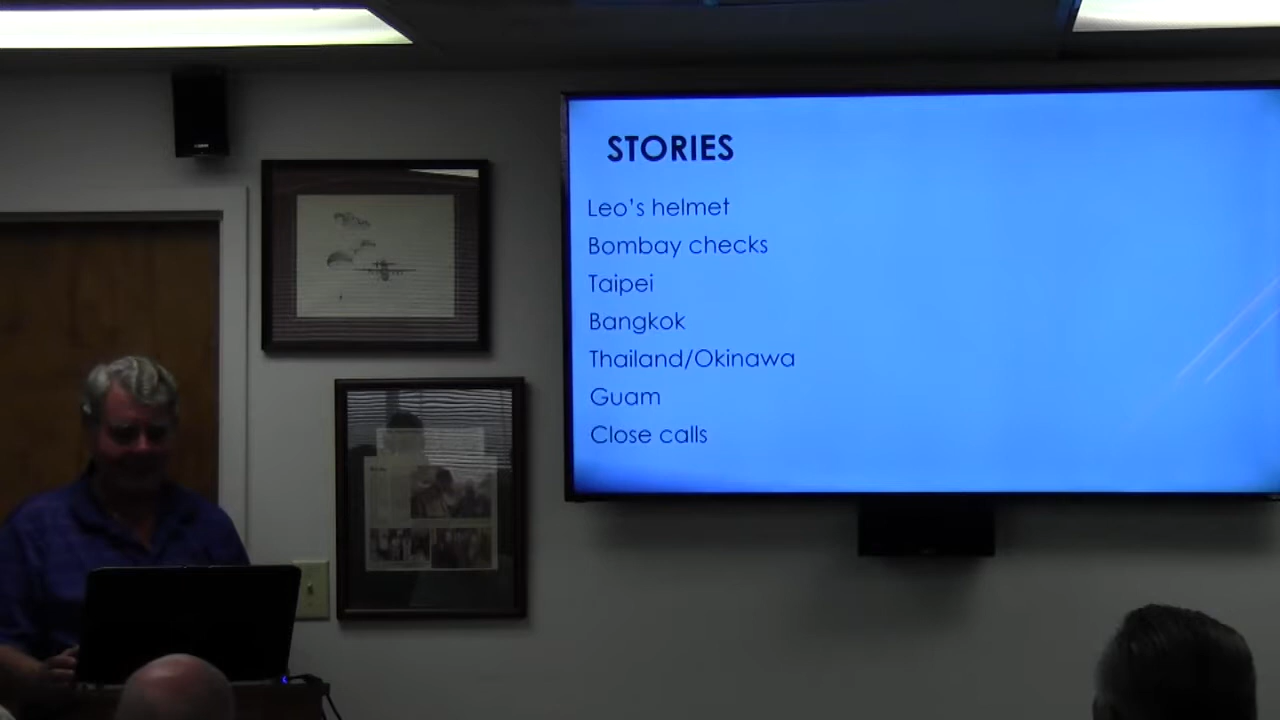 STORIES
Leo's helmet
Bombay checks
Taipei
Bangkok
Thailand/Okinawa
Guam
Close calls